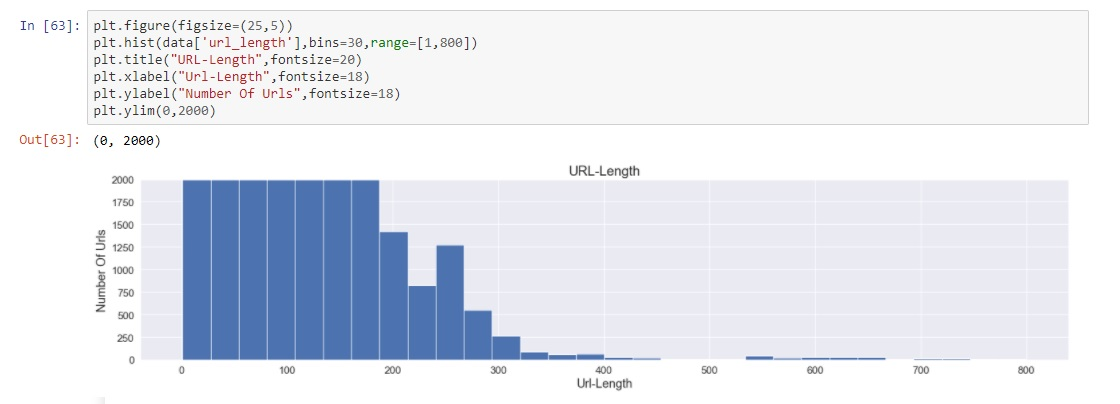 In [63]: plt.figure(figsize=(25,5))
plt.hist(data['url_length'],bins=30,range=[1,800])
plt.title("URL-Length",fontsize=20)
plt.xlabel("Url-Length",fontsize=18)
plt.ylabel("Number Of Urls",fontsize=18)
plt.ylim(0,2000)
Out[63]: (0, 2000)
URL-Length
Number Of Urls
2000
1750
1500
1250
1000
750
500
250
0
0 100 200 300 400 500 600 700 800
Url-Length